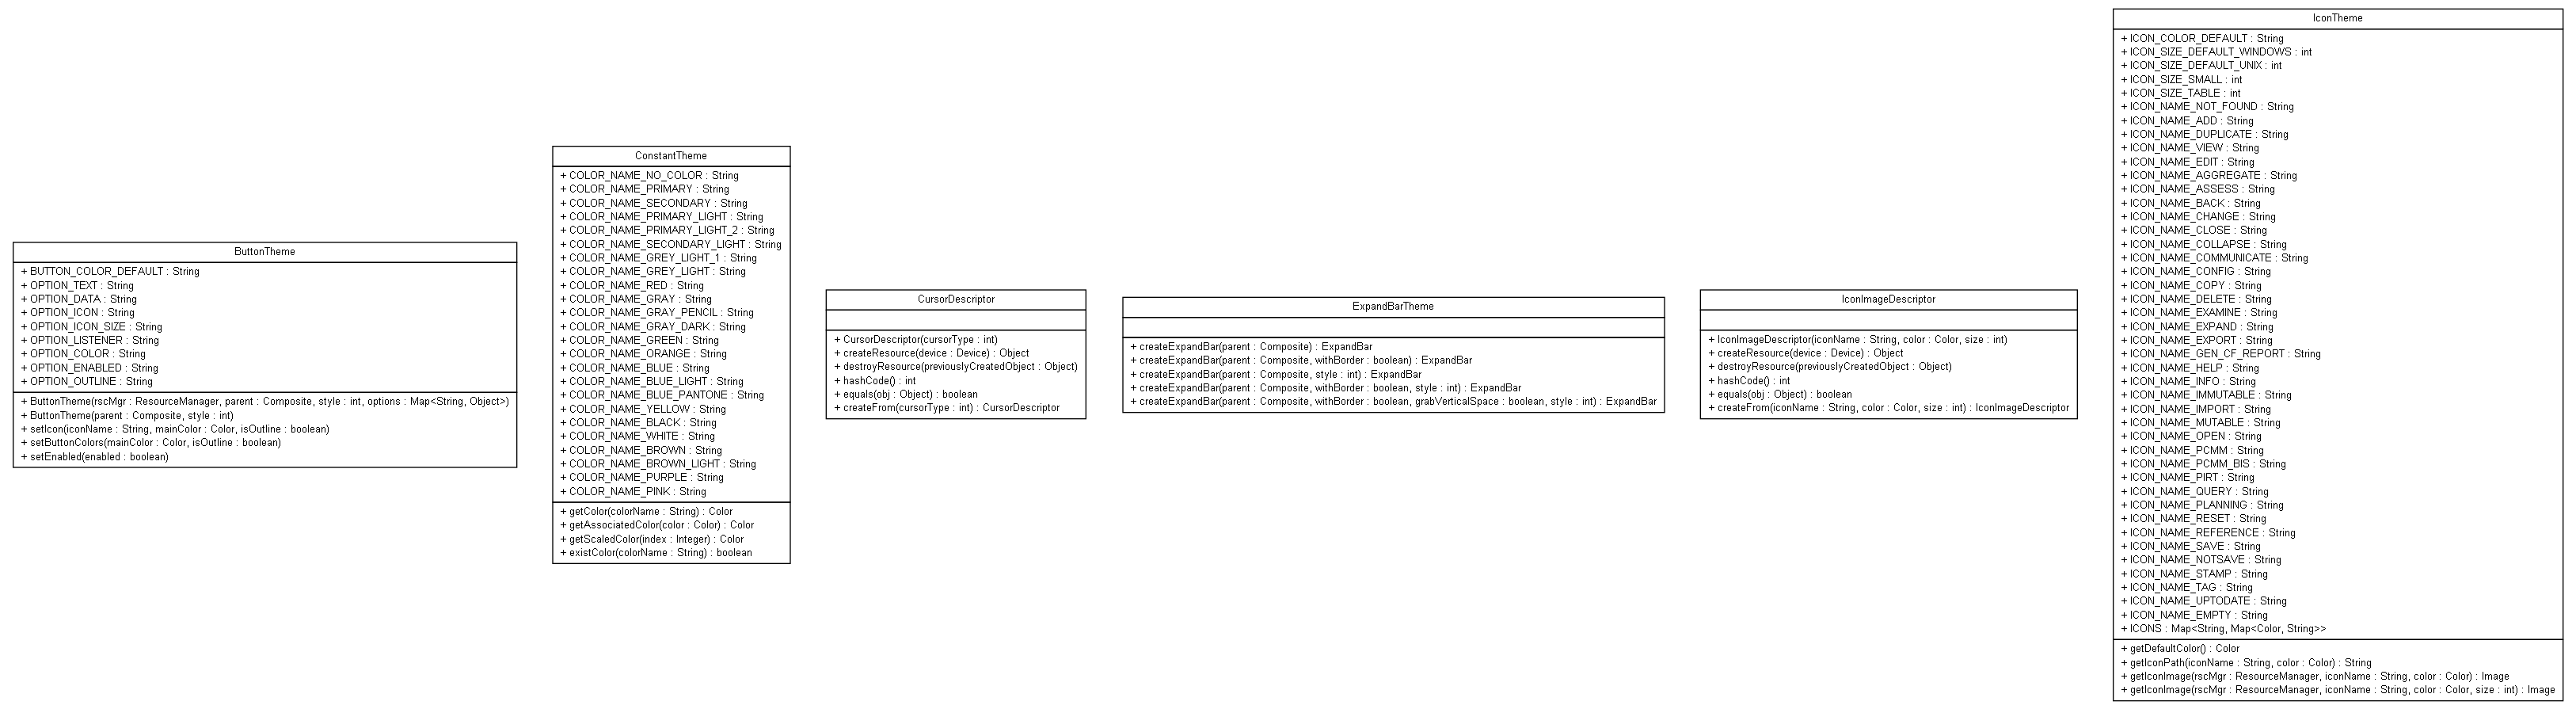 ButtonTheme
+ BUTTON_COLOR_DEFAULT : String
+ OPTION_TEXT : String
+ OPTION_DATA : String
+ OPTION_ICON : String
+ OPTION_ICON_SIZE : String
+ OPTION_LISTENER : String
+ OPTION_COLOR : String
+ OPTION_ENABLED : String
+ OPTION_OUTLINE : String
+ ButtonTheme(rscMgr : ResourceManager, parent : Composite, style : int, options : Map<String, Object>)
+ ButtonTheme(parent : Composite, style : int)
+ setIcon(iconName : String, mainColor : Color, isOutline : boolean)
+ setButtonColors(mainColor : Color, isOutline : boolean)
+ setEnabled(enabled : boolean)
ConstantTheme
+ COLOR_NAME_NO_COLOR : String
+ COLOR_NAME_PRIMARY : String
+ COLOR_NAME_SECONDARY : String
+ COLOR_NAME_PRIMARY_LIGHT : String
+ COLOR_NAME_PRIMARY_LIGHT_2 : String
+ COLOR_NAME_SECONDARY_LIGHT : String
+ COLOR_NAME_GREY_LIGHT_1 : String
+ COLOR_NAME_GREY_LIGHT : String
+ COLOR_NAME_RED : String
+ COLOR_NAME_GRAY : String
+ COLOR_NAME_GRAY_PENCIL : String
+ COLOR_NAME_GRAY_DARK : String
+ COLOR_NAME_GREEN : String
+ COLOR_NAME_ORANGE : String
+ COLOR_NAME_BLUE : String
+ COLOR_NAME_BLUE_LIGHT : String
+ COLOR_NAME_BLUE_PANTONE : String
+ COLOR_NAME_YELLOW : String
+ COLOR_NAME_BLACK : String
+ COLOR_NAME_WHITE : String
+ COLOR_NAME_BROWN : String
+ COLOR_NAME_BROWN_LIGHT : String
+ COLOR_NAME_PURPLE : String
+ COLOR_NAME_PINK : String
+ getColor(colorName : String) : Color
+ getAssociatedColor(color : Color) : Color
+ getScaledColor(index : Integer) : Color
+ existColor(colorName : String) : boolean
CursorDescriptor
+ CursorDescriptor(cursorType : int)
+ createResource(device : Device) : Object
+ destroyResource(previouslyCreatedObject : Object)
+ hashCode() : int
+ equals(obj : Object) : boolean
+ createFrom(cursorType : int) : CursorDescriptor
ExpandBarTheme
+ createExpandBar(parent : Composite) : ExpandBar
+ createExpandBar(parent : Composite, withBorder : boolean) : ExpandBar
+ createExpandBar(parent : Composite, style : int) : ExpandBar
+ createExpandBar(parent : Composite, withBorder : boolean, style : int) : ExpandBar
+ createExpandBar(parent : Composite, withBorder : boolean, grabVerticalSpace : boolean, style : int) : ExpandBar
IconImageDescriptor
+ IconImageDescriptor(iconName : String, color : Color, size : int)
+ createResource(device : Device) : Object
+ destroyResource(previouslyCreatedObject : Object)
+ hashCode() : int
+ equals(obj : Object) : boolean
+ createFrom(iconName : String, color : Color, size : int) : IconImageDescriptor
IconTheme
+ ICON_COLOR_DEFAULT : String
+ ICON_SIZE_DEFAULT_WINDOWS : int
+ ICON_SIZE_DEFAULT_UNIX : int
+ ICON_SIZE_SMALL : int
+ ICON_SIZE_TABLE : int
+ ICON_NAME_NOT_FOUND : String
+ ICON_NAME_ADD : String
+ ICON_NAME_DUPLICATE : String
+ ICON_NAME_VIEW : String
+ ICON_NAME_EDIT : String
+ ICON_NAME_AGGREGATE : String
+ ICON_NAME_ASSESS : String
+ ICON_NAME_BACK : String
+ ICON_NAME_CHANGE : String
+ ICON_NAME_CLOSE : String
+ ICON_NAME_COLLAPSE : String
+ ICON_NAME_COMMUNICATE : String
+ ICON_NAME_CONFIG : String
+ ICON_NAME_COPY : String
+ ICON_NAME_DELETE : String
+ ICON_NAME_EXAMINE : String
+ ICON_NAME_EXPAND : String
+ ICON_NAME_EXPORT : String
+ ICON_NAME_GEN_CF_REPORT : String
+ ICON_NAME_HELP : String
+ ICON_NAME_INFO : String
+ ICON_NAME_IMMUTABLE : String
+ ICON_NAME_IMPORT : String
+ ICON_NAME_MUTABLE : String
+ ICON_NAME_OPEN : String
+ ICON_NAME_PCMM : String
+ ICON_NAME_PCMM_BIS : String
+ ICON_NAME_PIRT : String
+ ICON_NAME_QUERY : String
+ ICON_NAME_PLANNING : String
+ ICON_NAME_RESET : String
+ ICON_NAME_REFERENCE : String
+ ICON_NAME_SAVE : String
+ ICON_NAME_NOTSAVE : String
+ ICON_NAME_STAMP : String
+ ICON_NAME_TAG : String
+ ICON_NAME_UPTODATE : String
+ ICON_NAME_EMPTY : String
+ ICONS : Map<String, Map<Color, String>>
+ getDefaultColor() : Color
+ getIconPath(iconName : String, color : Color) : String
+ getIconImage(rscMgr : ResourceManager, iconName : String, color : Color) : Image
+ getIconImage(rscMgr : ResourceManager, iconName : String, color : Color, size : int) : Image